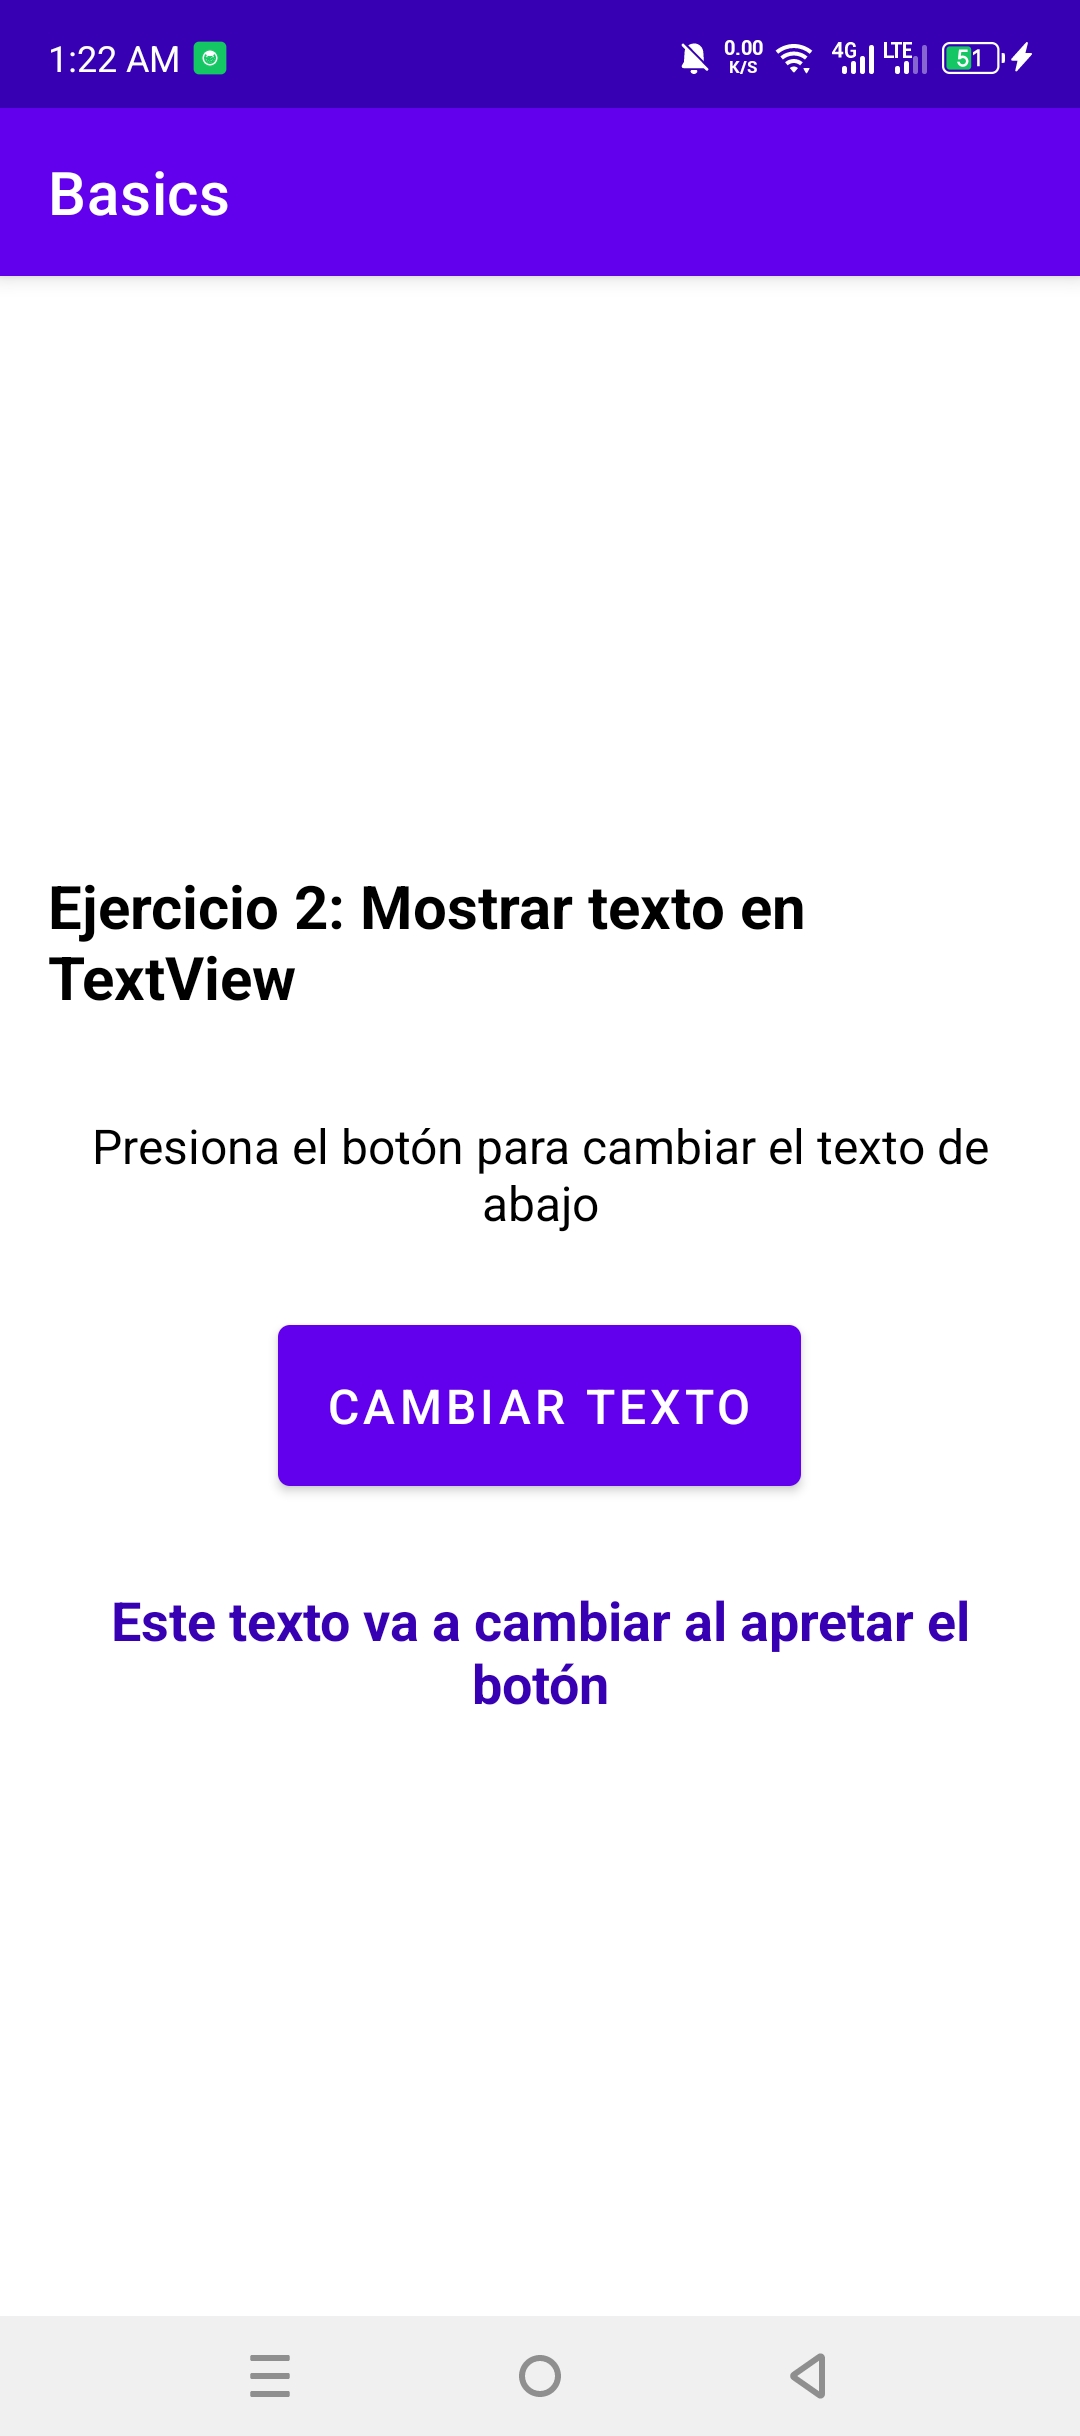 1:22 AM
0.00 K/S 4G LTE 51
Basics
Ejercicio 2: Mostrar texto en
TextView
Presiona el botón para cambiar el texto de
abajo
CAMBIAR TEXTO
Este texto va a cambiar al apretar el
botón